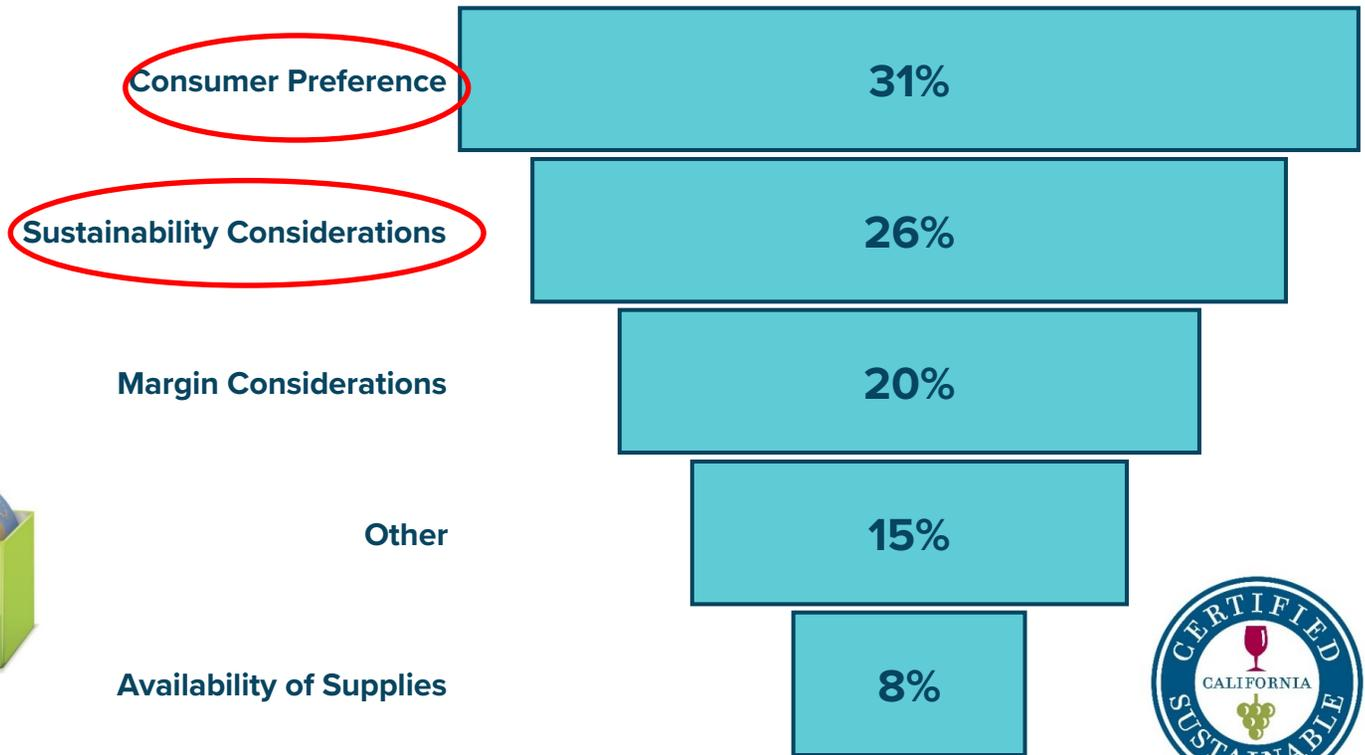 Consumer Preference 31%
Sustainability Considerations 26%
Margin Considerations 20%
Other 15%
Availability of Supplies 8%
CERTIFIED
CALIFORNIA
SUSTAINABLE